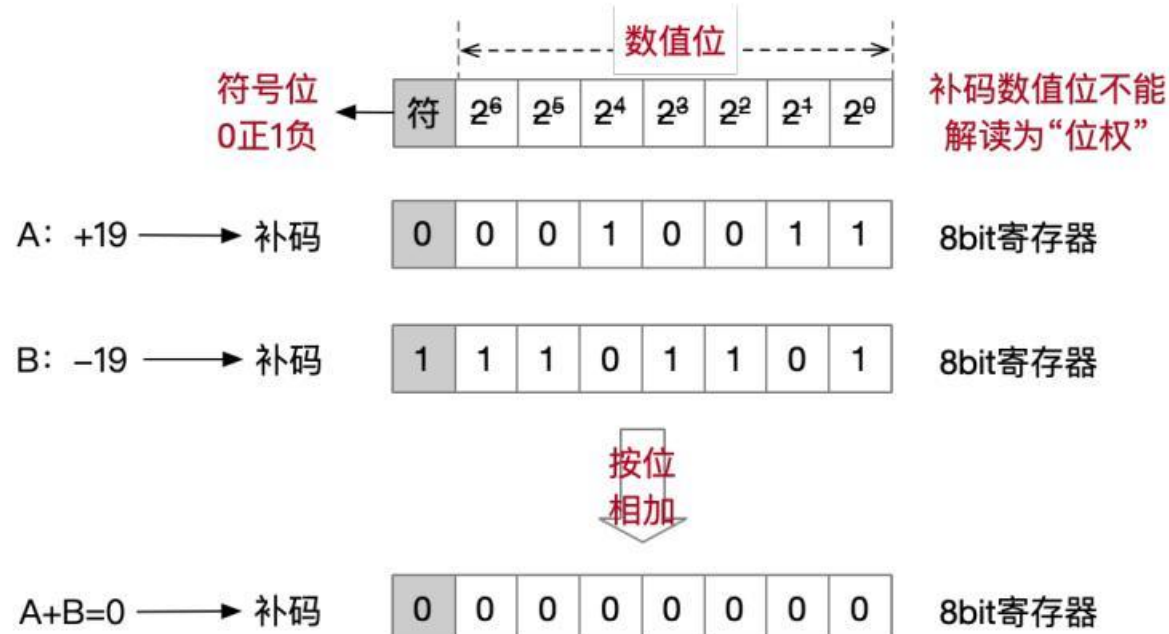 数值位
符号位
0正1负
符 2⁶ 2⁵ 2⁴ 2³ 2² 2¹ 2⁰
补码数值位不能
解读为“位权”
A：+19 补码 0 0 0 1 0 0 1 1 8bit寄存器
B：−19 补码 1 1 1 0 1 1 0 1 8bit寄存器
按位
相加
A+B=0 补码 0 0 0 0 0 0 0 0 8bit寄存器